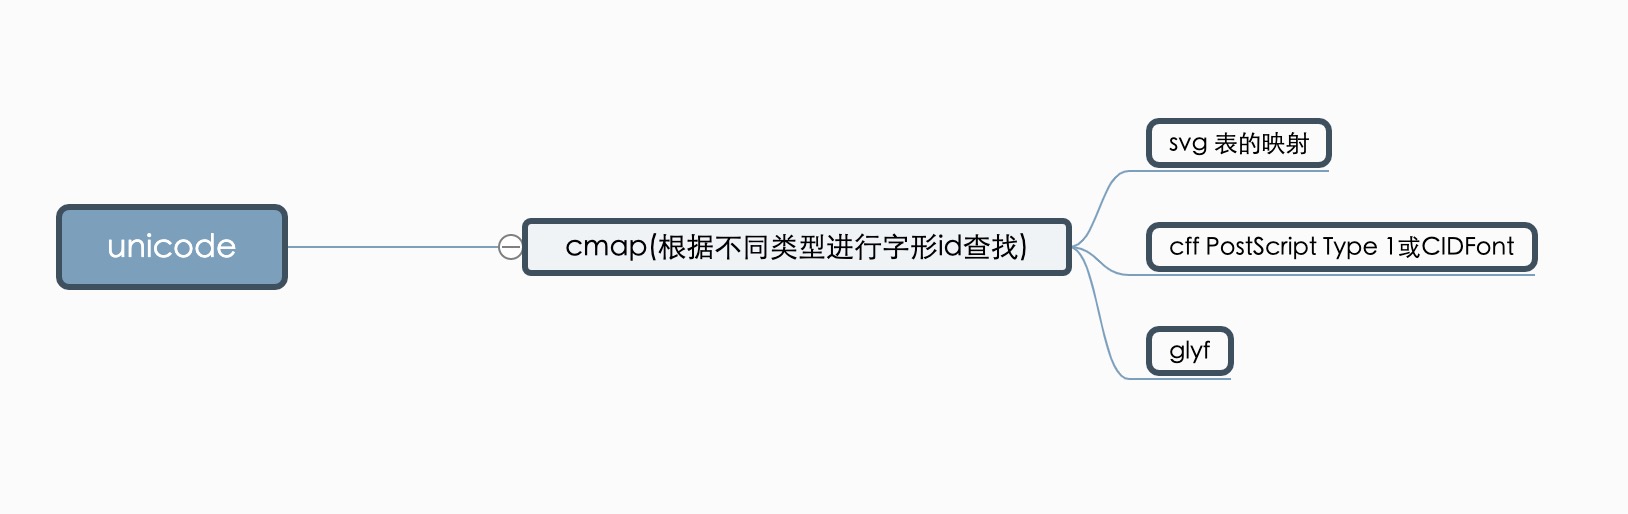 unicode
cmap(根据不同类型进行字形id查找)
svg 表的映射
cff PostScript Type 1或CIDFont
glyf